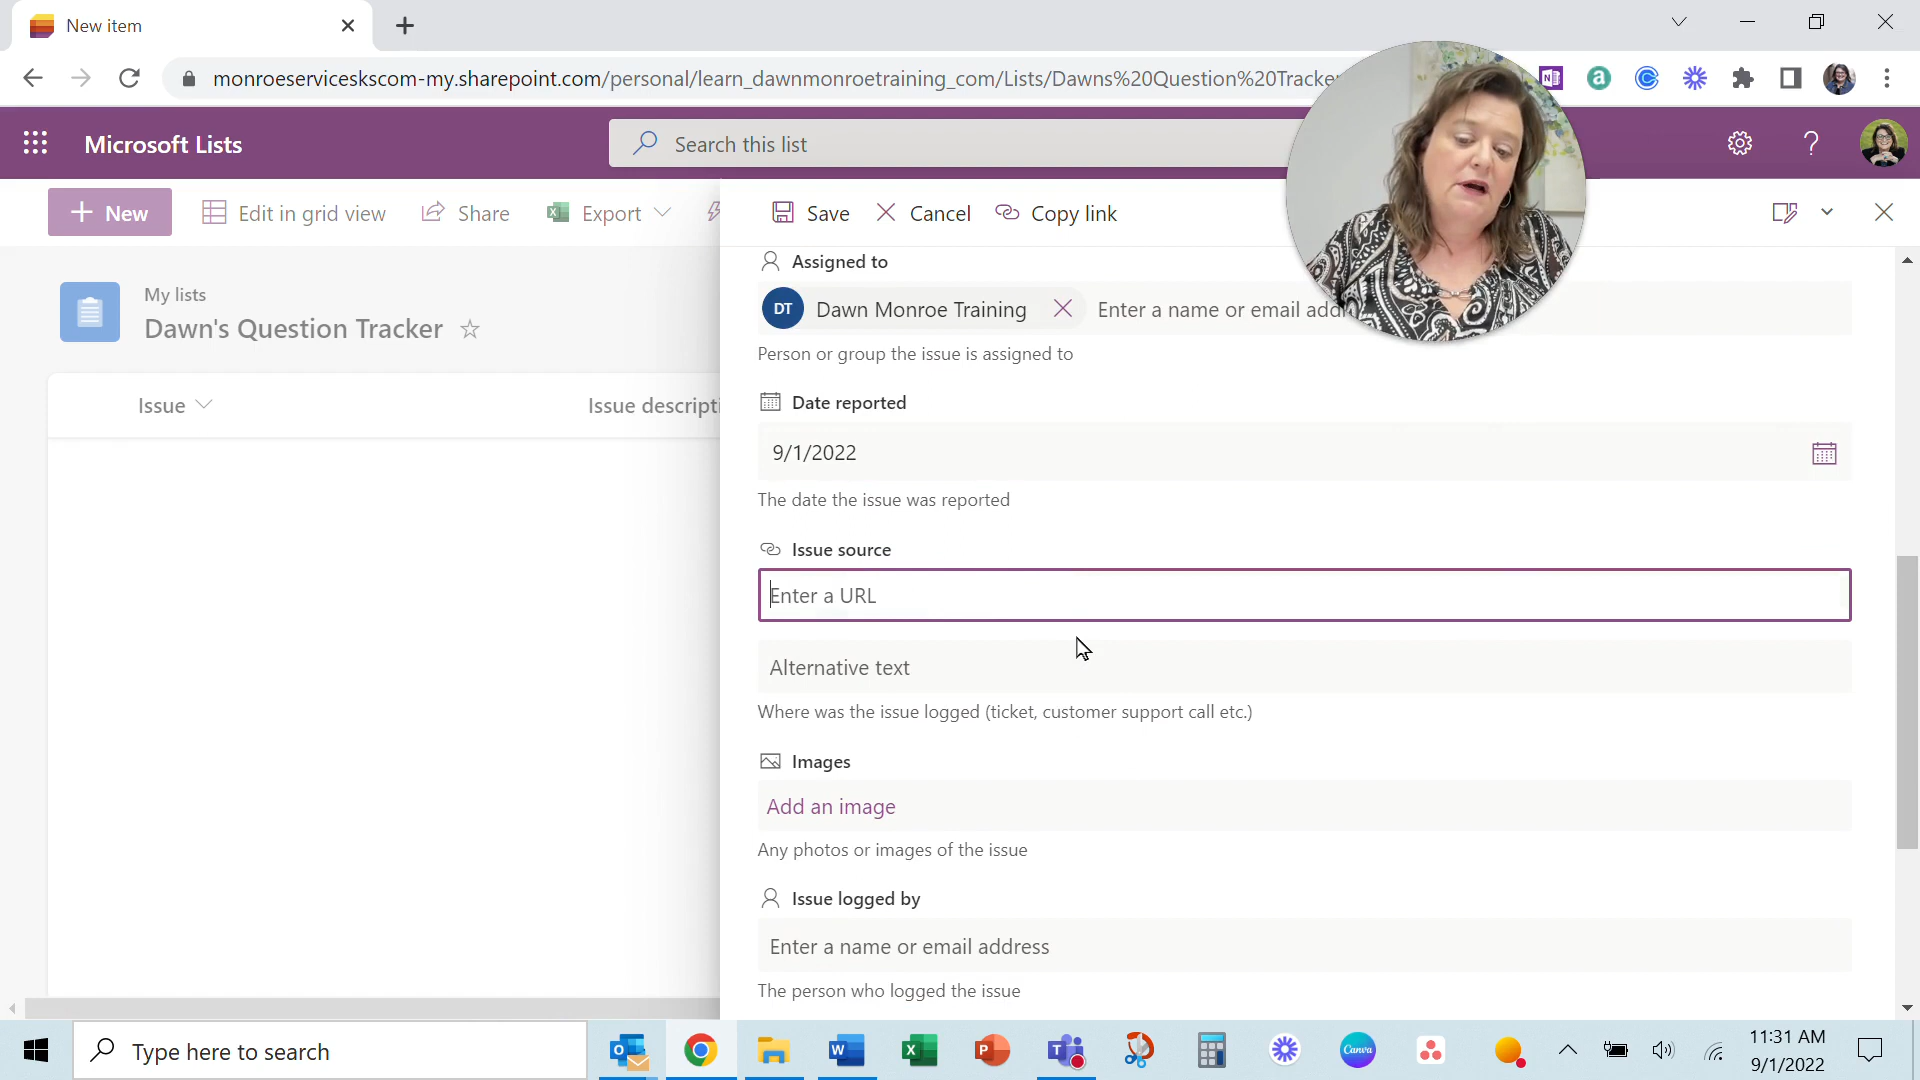 New item
monroeserviceskscom-my.sharepoint.com/personal/learn_dawnmonroetraining_com/Lists/Dawns%20Question%20Tracker
Microsoft Lists
Search this list
New
Edit in grid view
Share
Export
Save
Cancel
Copy link
My lists
Dawn's Question Tracker
Issue
Issue descripti
Assigned to
DT
Dawn Monroe Training
Enter a name or email addr
Person or group the issue is assigned to
Date reported
9/1/2022
The date the issue was reported
Issue source
Enter a URL
Alternative text
Where was the issue logged (ticket, customer support call etc.)
Images
Add an image
Any photos or images of the issue
Issue logged by
Enter a name or email address
The person who logged the issue
Type here to search
Canva
11:31 AM
9/1/2022